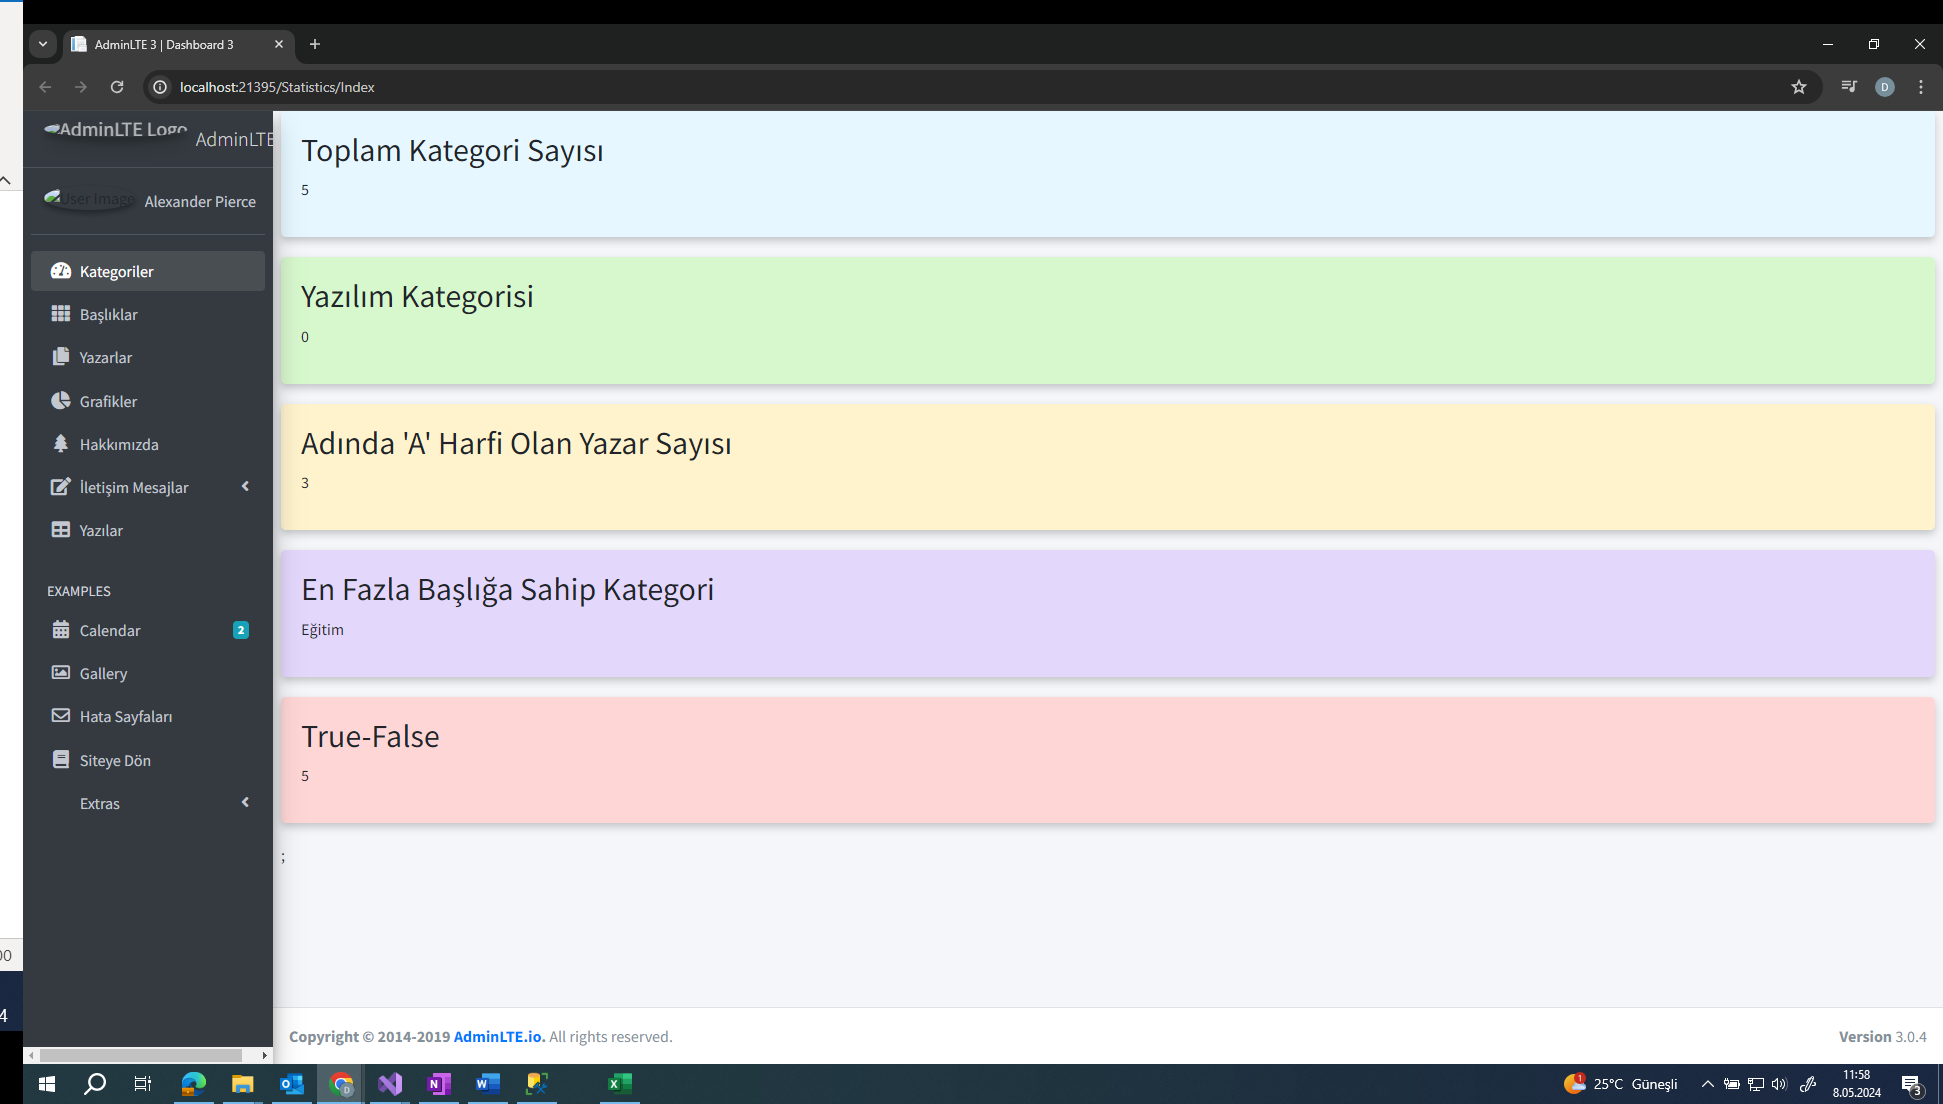 AdminLTE 3 | Dashboard 3
localhost:21395/Statistics/Index
D
AdminLTE Logo AdminLTE
User Image Alexander Pierce
Kategoriler
Başlıklar
Yazarlar
Grafikler
Hakkımızda
İletişim Mesajlar
Yazılar
EXAMPLES
Calendar 2
Gallery
Hata Sayfaları
Siteye Dön
Extras
Toplam Kategori Sayısı
5
Yazılım Kategorisi
0
Adında 'A' Harfi Olan Yazar Sayısı
3
En Fazla Başlığa Sahip Kategori
Eğitim
True-False
5
;
Copyright © 2014-2019 AdminLTE.io. All rights reserved.
Version 3.0.4
25°C Güneşli
11:58
8.05.2024
3